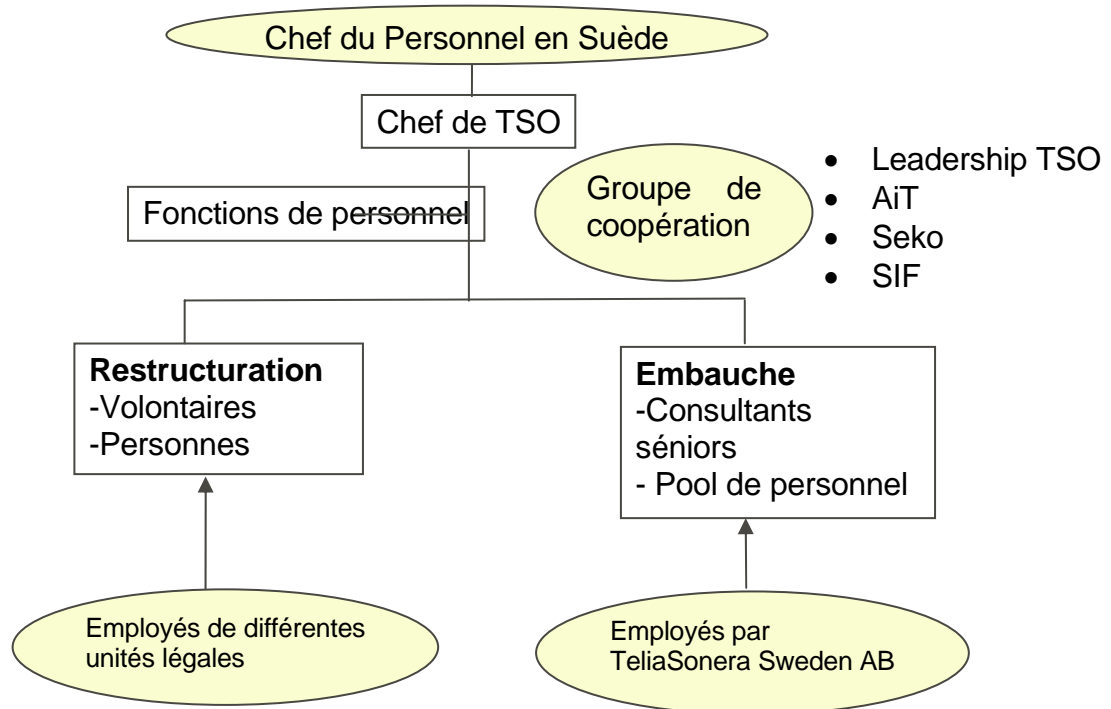 Chef du Personnel en Suède
Chef de TSO
Fonctions de personnel
Groupe de
coopération
• Leadership TSO
• AiT
• Seko
• SIF
Restructuration
-Volontaires
-Personnes
Embauche
-Consultants
séniors
- Pool de personnel
Employés de différentes
unités légales
Employés par
TeliaSonera Sweden AB